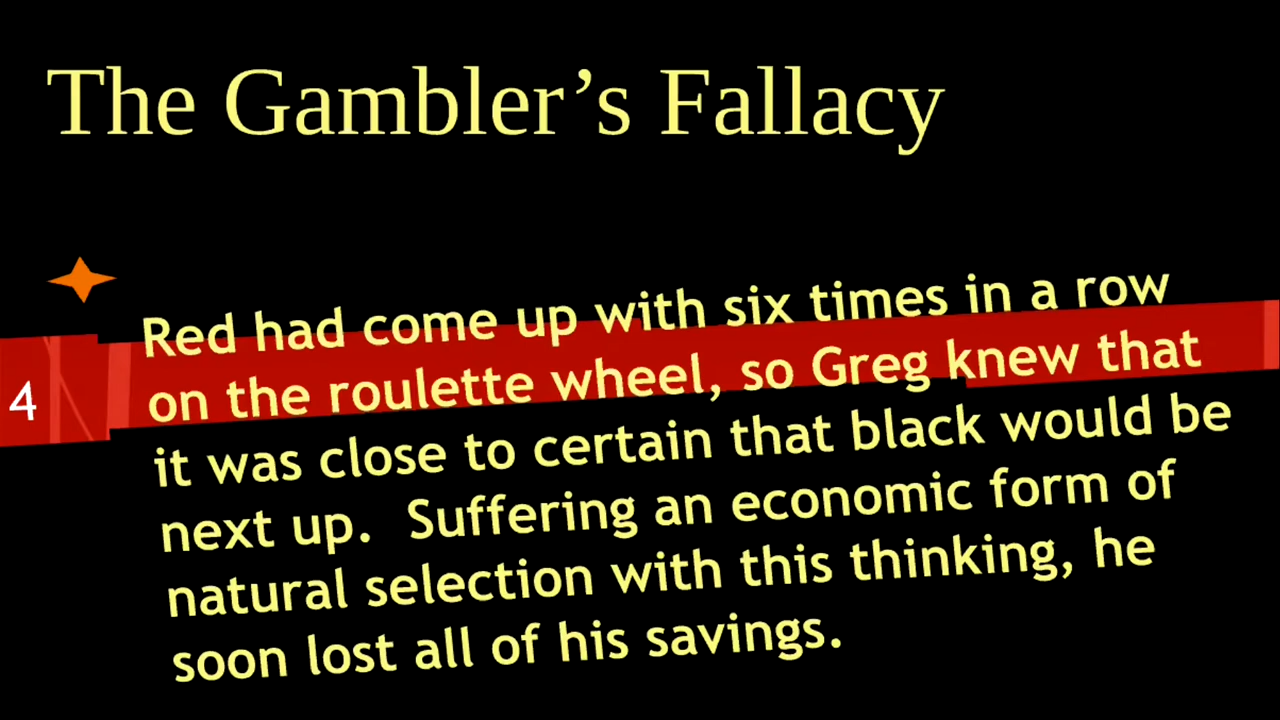 The Gambler’s Fallacy
Red had come up with six times in a row
on the roulette wheel, so Greg knew that
4
it was close to certain that black would be
next up.  Suffering an economic form of
natural selection with this thinking, he
soon lost all of his savings.